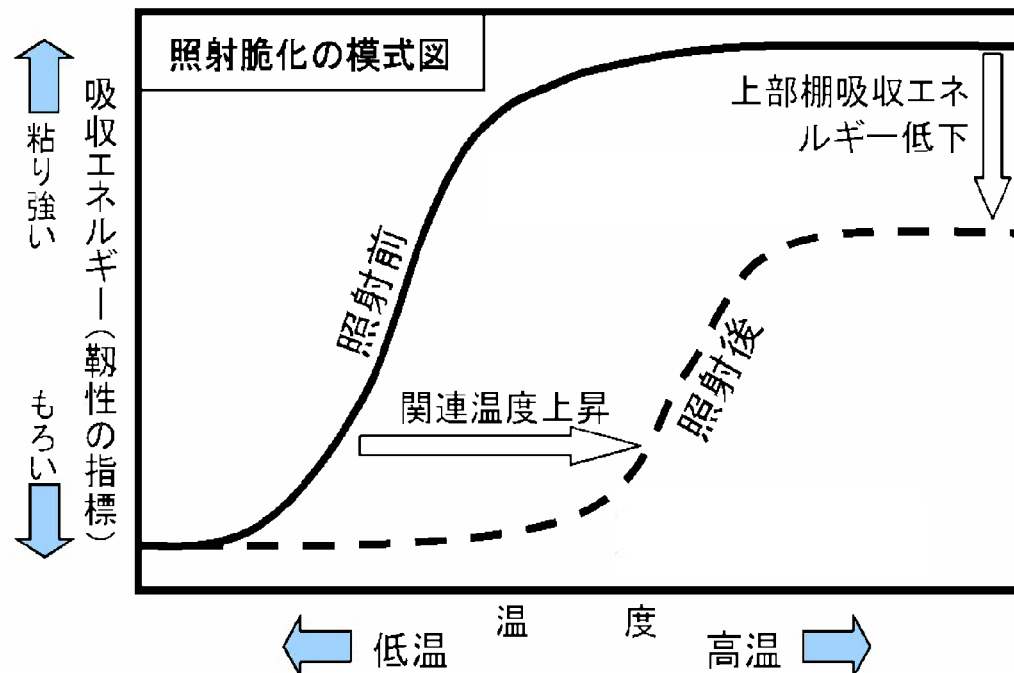 照射脆化の模式図
上部棚吸収エネ
ルギー低下
粘り強い
もろい
吸収エネルギー(靱性の指標)
照射前
照射後
関連温度上昇
温度
低温
高温